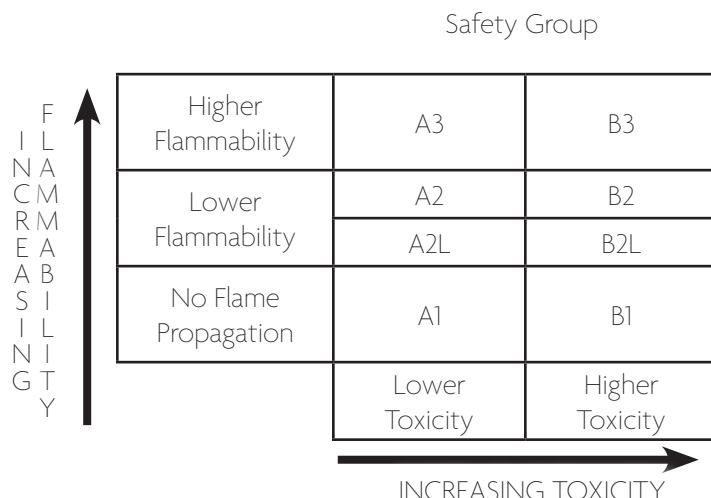 Safety Group
INCREASING
FLAMMABILITY
Higher
Flammability
A3
B3
Lower
Flammability
A2
B2
A2L
B2L
No Flame
Propagation
A1
B1
Lower
Toxicity
Higher
Toxicity
INCREASING TOXICITY